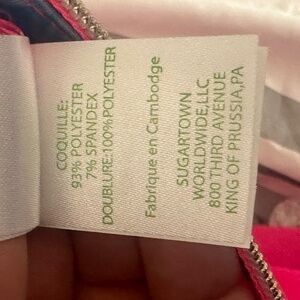 COQUILLE:
93% POLYESTER
7% SPANDEX
DOUBLURE:100%POLYESTER
Fabrique en Cambodge
SUGARTOWN
WORLDWIDE,LLC
800 THIRD AVENUE
KING OF PRUSSIA,PA